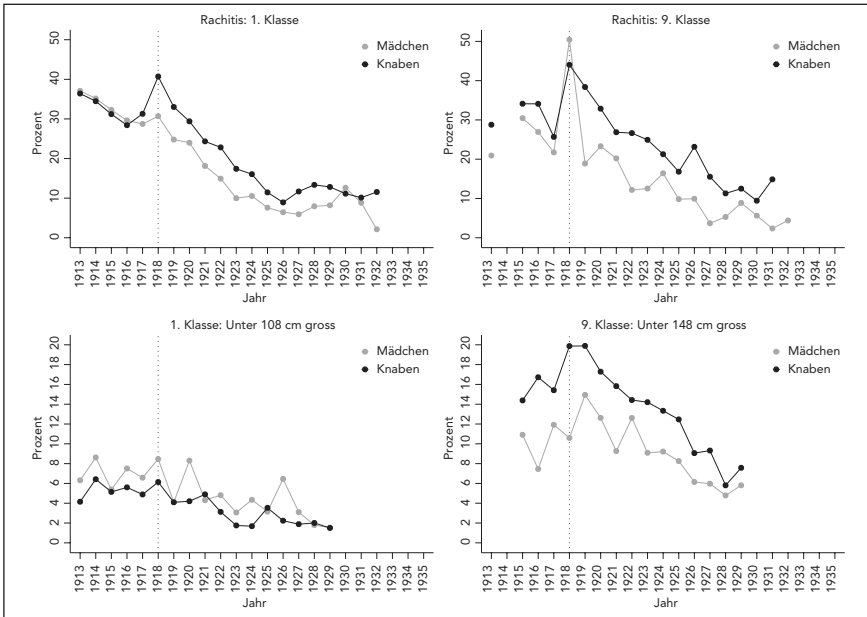 Rachitis: 1. Klasse
50
40
30
20
10
0
Prozent
Mädchen
Knaben
1913 1914 1915 1916 1917 1918 1919 1920 1921 1922 1923 1924 1925 1926 1927 1928 1929 1930 1931 1932 1933 1934 1935
Jahr
Rachitis: 9. Klasse
50
40
30
20
10
0
Prozent
Mädchen
Knaben
1913 1915 1916 1917 1918 1919 1920 1921 1922 1923 1924 1925 1926 1927 1928 1929 1930 1931 1932 1933 1934 1935
Jahr
1. Klasse: Unter 108 cm gross
20
18
16
14
12
10
8
6
4
2
0
Prozent
Mädchen
Knaben
1913 1914 1915 1916 1917 1918 1919 1920 1921 1922 1923 1924 1925 1926 1927 1928 1929 1930 1931 1932 1933 1934 1935
Jahr
9. Klasse: Unter 148 cm gross
20
18
16
14
12
10
8
6
4
2
0
Prozent
Mädchen
Knaben
1913 1915 1916 1917 1918 1919 1920 1921 1922 1923 1924 1925 1926 1927 1928 1929 1930 1931 1932 1933 1934 1935
Jahr